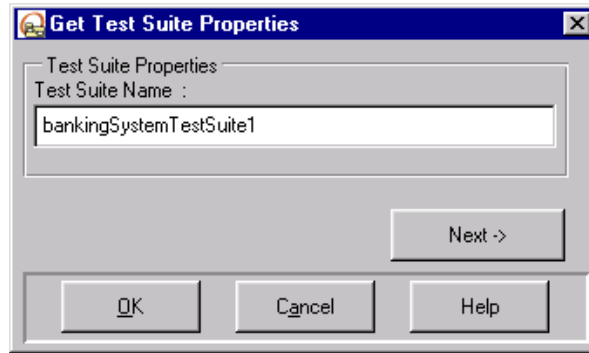 Get Test Suite Properties
Test Suite Properties
Test Suite Name :
bankingSystemTestSuite1
Next ->
OK Cancel Help